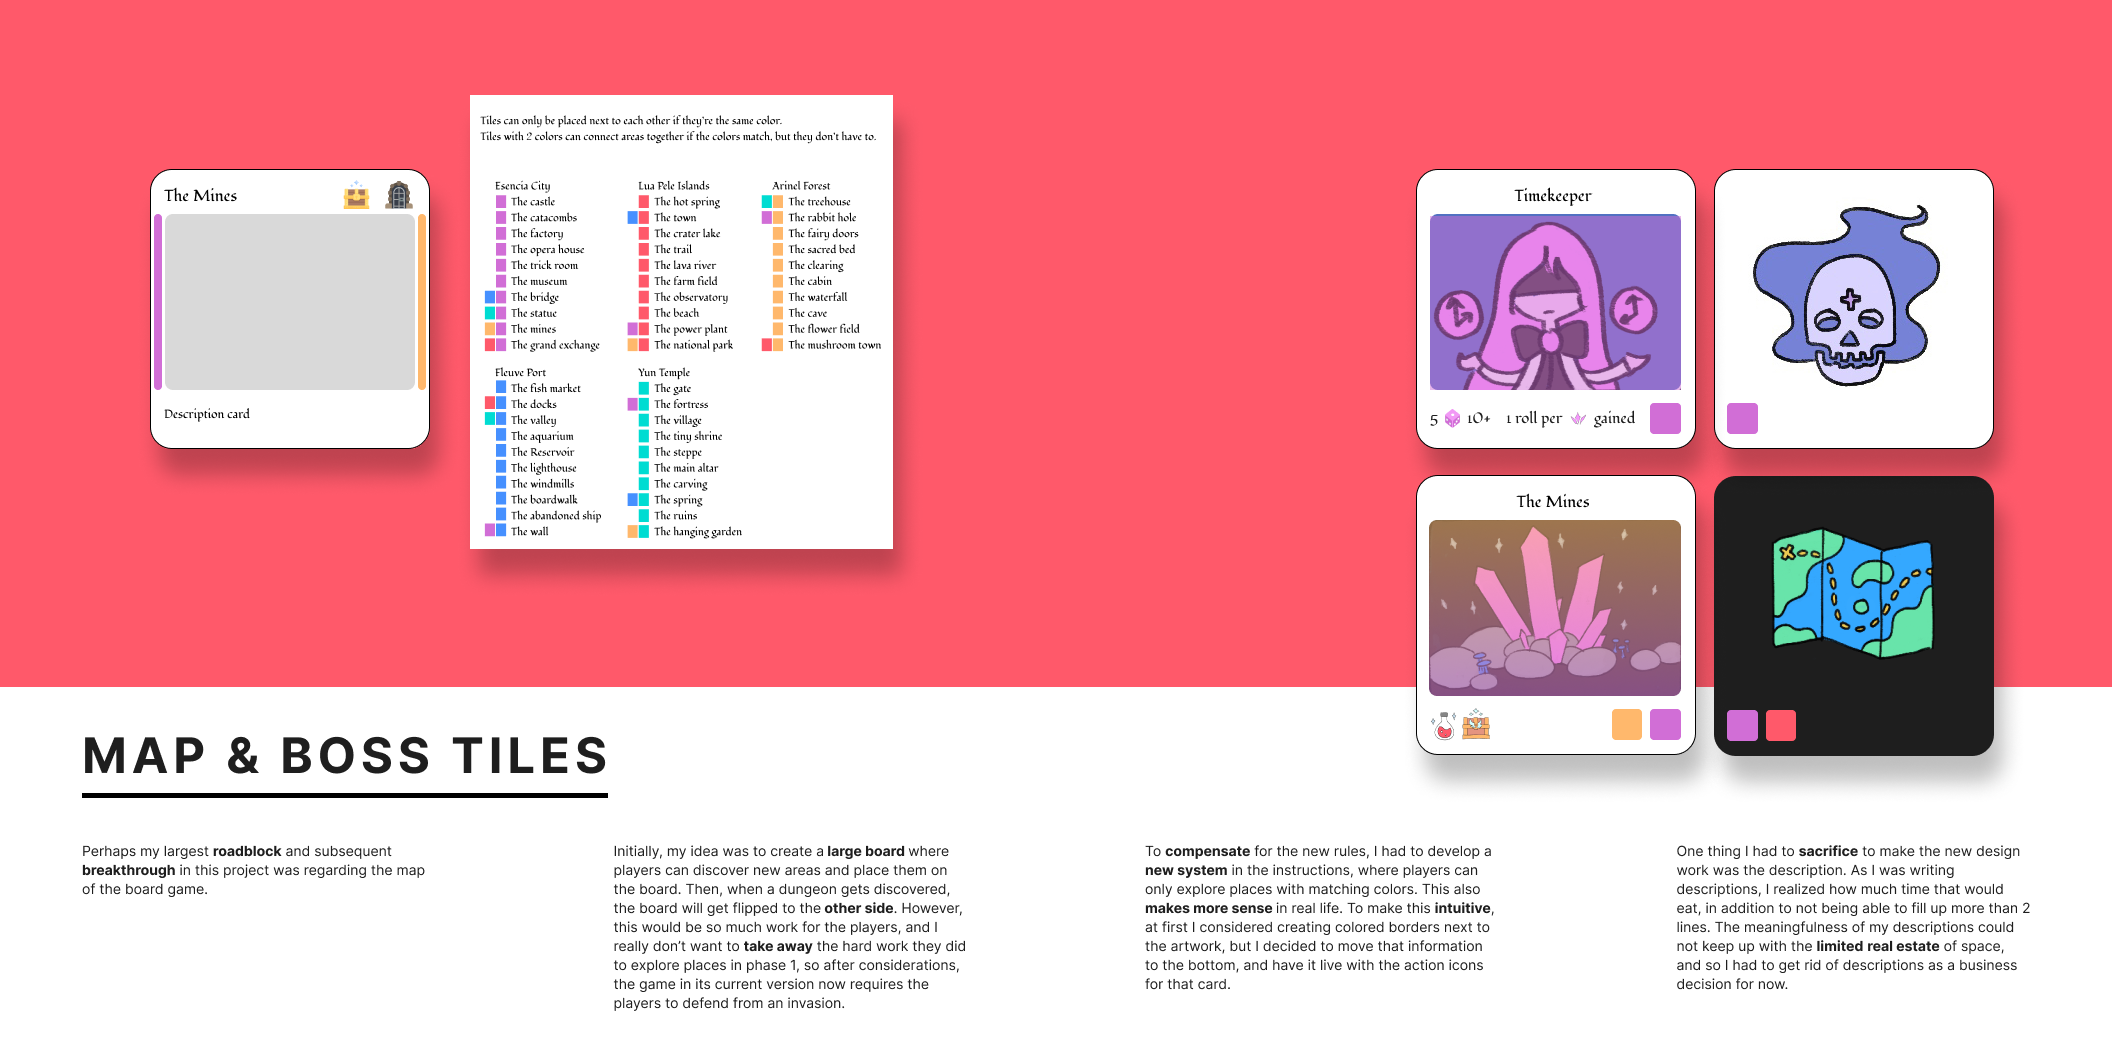 The Mines
Description card
Tiles can only be placed next to each other if they're the same color.
Tiles with 2 colors can connect areas together if the colors match, but they don't have to.
Esencia City
The castle
The catacombs
The factory
The opera house
The trick room
The museum
The bridge
The statue
The mines
The grand exchange
Lua Pele Islands
The hot spring
The town
The crater lake
The trail
The lava river
The farm field
The observatory
The beach
The power plant
The national park
Arinel Forest
The treehouse
The rabbit hole
The fairy doors
The sacred bed
The clearing
The cabin
The waterfall
The cave
The flower field
The mushroom town
Fleuve Port
The fish market
The docks
The valley
The aquarium
The Reservoir
The lighthouse
The windmills
The boardwalk
The abandoned ship
The wall
Yun Temple
The gate
The fortress
The village
The tiny shrine
The steppe
The main altar
The carving
The spring
The ruins
The hanging garden
Timekeeper
5 10+ 1 roll per gained
The Mines
MAP & BOSS TILES
Perhaps my largest roadblock and subsequent
breakthrough in this project was regarding the map
of the board game.
Initially, my idea was to create a large board where
players can discover new areas and place them on
the board. Then, when a dungeon gets discovered,
the board will get flipped to the other side. However,
this would be so much work for the players, and I
really don't want to take away the hard work they did
to explore places in phase 1, so after considerations,
the game in its current version now requires the
players to defend from an invasion.
To compensate for the new rules, I had to develop a
new system in the instructions, where players can
only explore places with matching colors. This also
makes more sense in real life. To make this intuitive,
at first I considered creating colored borders next to
the artwork, but I decided to move that information
to the bottom, and have it live with the action icons
for that card.
One thing I had to sacrifice to make the new design
work was the description. As I was writing
descriptions, I realized how much time that would
eat, in addition to not being able to fill up more than 2
lines. The meaningfulness of my descriptions could
not keep up with the limited real estate of space,
and so I had to get rid of descriptions as a business
decision for now.